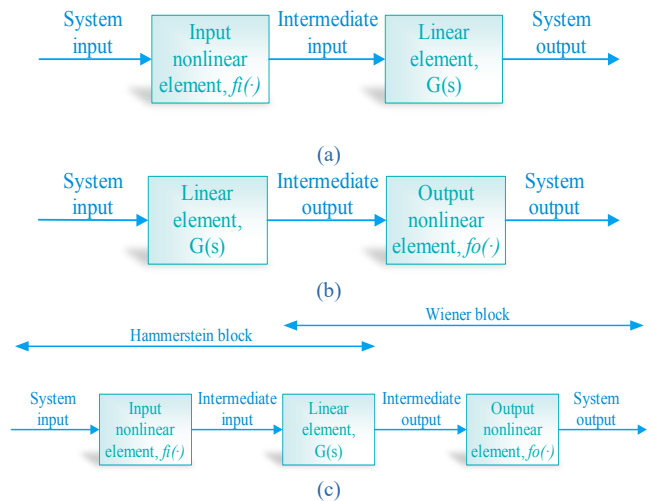 System
input
Input
nonlinear
element, fi(·)
Intermediate
input
Linear
element,
G(s)
System
output
(a)
System
input
Linear
element,
G(s)
Intermediate
output
Output
nonlinear
element, fo(·)
System
output
(b)
Wiener block
Hammerstein block
System
input
Input
nonlinear
element, fi(·)
Intermediate
input
Linear
element,
G(s)
Intermediate
output
Output
nonlinear
element, fo(·)
System
output
(c)